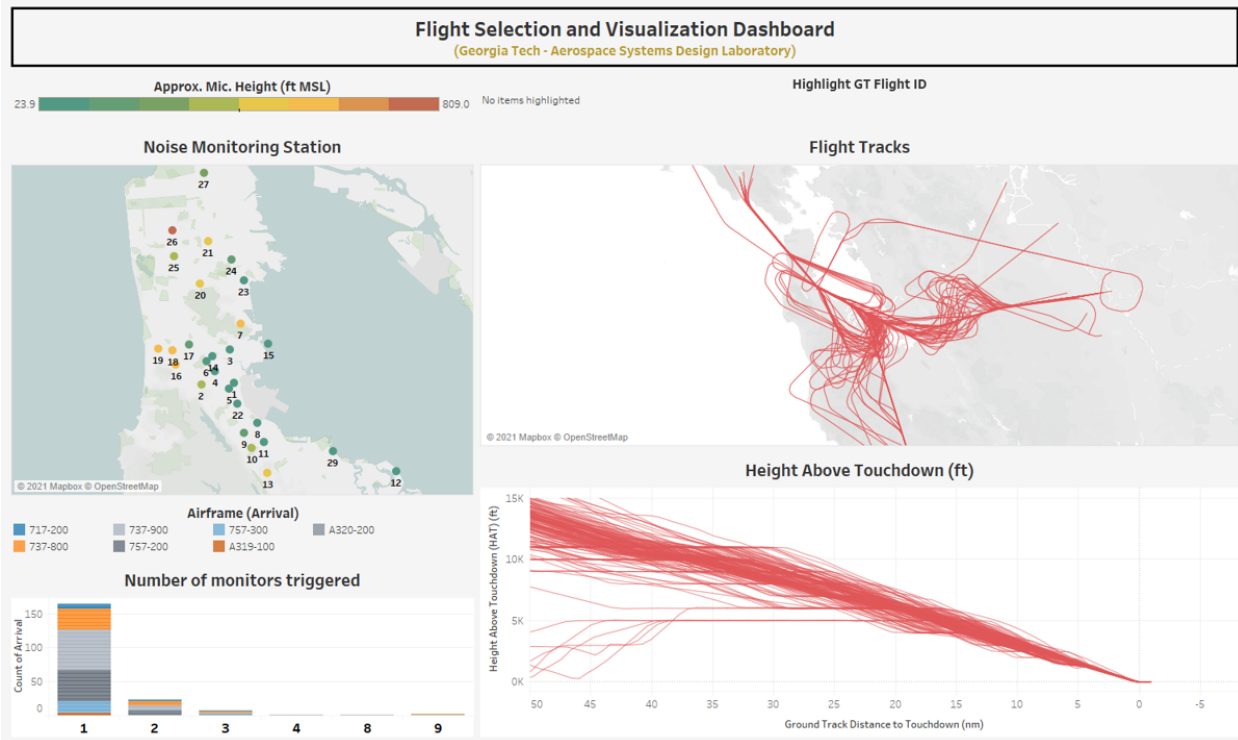 Flight Selection and Visualization Dashboard
(Georgia Tech - Aerospace Systems Design Laboratory)
Approx. Mic. Height (ft MSL)
23.9
809.0
Highlight GT Flight ID
No items highlighted
Noise Monitoring Station
27
26
21
25
24
23
20
7
15
19
18
17
3
14
16
6
4
2
1
5
22
8
9
11
10
29
13
12
© 2021 Mapbox © OpenStreetMap
Flight Tracks
© 2021 Mapbox © OpenStreetMap
Airframe (Arrival)
717-200 737-900 757-300 A320-200
737-800 757-200 A319-100
Number of monitors triggered
Count of Arrival
150
100
50
0
1 2 3 4 8 9
Height Above Touchdown (ft)
Height Above Touchdown (HAT) (ft)
15K
10K
5K
0K
50 45 40 35 30 25 20 15 10 5 0 -5
Ground Track Distance to Touchdown (nm)